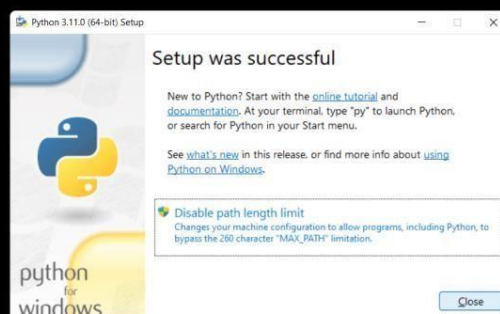 Python 3.11.0 (64-bit) Setup
Setup was successful
New to Python? Start with the online tutorial and
documentation. At your terminal, type "py" to launch Python,
or search for Python in your Start menu.
See what's new in this release, or find more info about using
Python on Windows.
Disable path length limit
Changes your machine configuration to allow programs, including Python, to
bypass the 260 character "MAX_PATH" limitation.
python
for
windows
Close